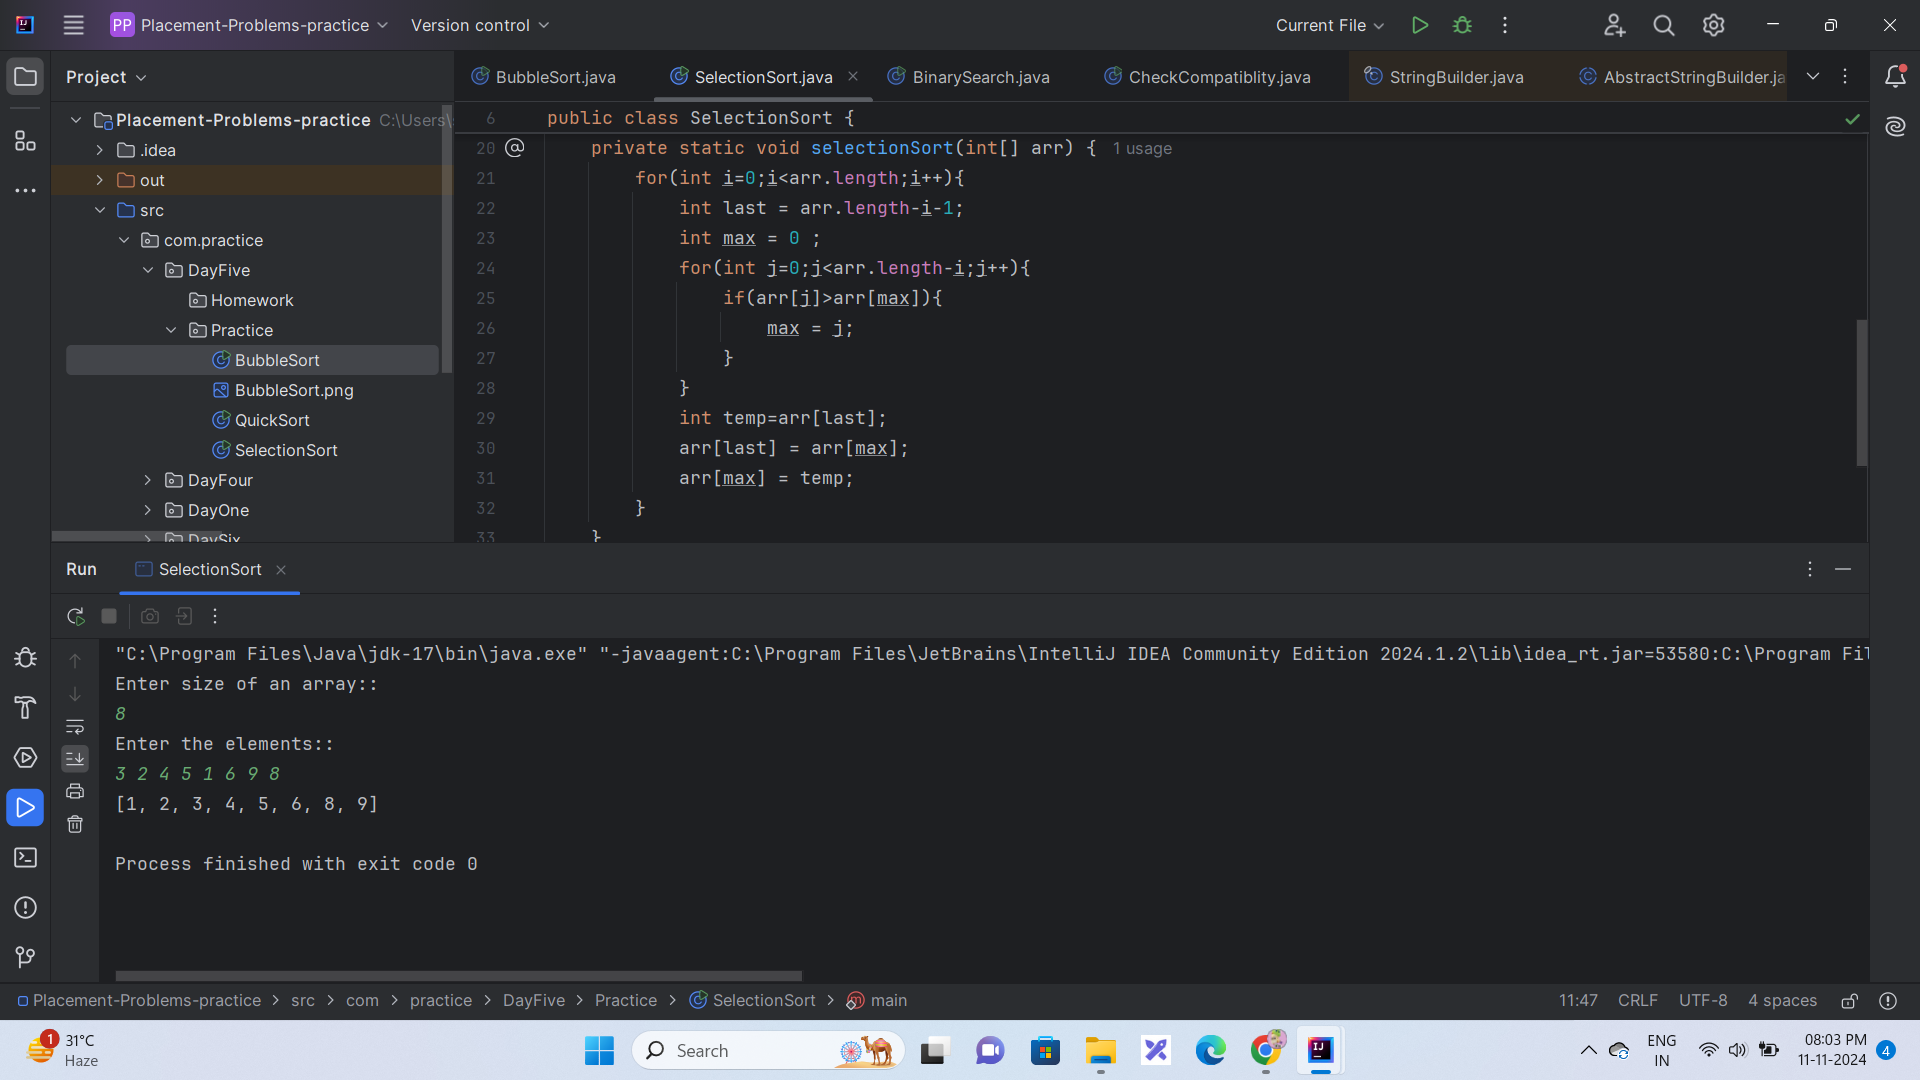 PP Placement-Problems-practice Version control Current File
Project
BubbleSort.java SelectionSort.java BinarySearch.java CheckCompatiblity.java StringBuilder.java AbstractStringBuilder.ja
Placement-Problems-practice C:\Users\
.idea
out
src
com.practice
DayFive
Homework
Practice
BubbleSort
BubbleSort.png
QuickSort
SelectionSort
DayFour
DayOne
DaySix
6 public class SelectionSort {
20 @ private static void selectionSort(int[] arr) { 1 usage
21 for(int i=0;i<arr.length;i++){
22 int last = arr.length-i-1;
23 int max = 0 ;
24 for(int j=0;j<arr.length-i;j++){
25 if(arr[j]>arr[max]){
26 max = j;
27 }
28 }
29 int temp=arr[last];
30 arr[last] = arr[max];
31 arr[max] = temp;
32 }
33 }
Run SelectionSort
"C:\Program Files\Java\jdk-17\bin\java.exe" "-javaagent:C:\Program Files\JetBrains\IntelliJ IDEA Community Edition 2024.1.2\lib\idea_rt.jar=53580:C:\Program Fil
Enter size of an array::
8
Enter the elements::
3 2 4 5 1 6 9 8
[1, 2, 3, 4, 5, 6, 8, 9]
Process finished with exit code 0
Placement-Problems-practice > src > com > practice > DayFive > Practice > SelectionSort > main 11:47 CRLF UTF-8 4 spaces
1 31°C
Haze
Search
ENG
IN
08:03 PM
11-11-2024
4